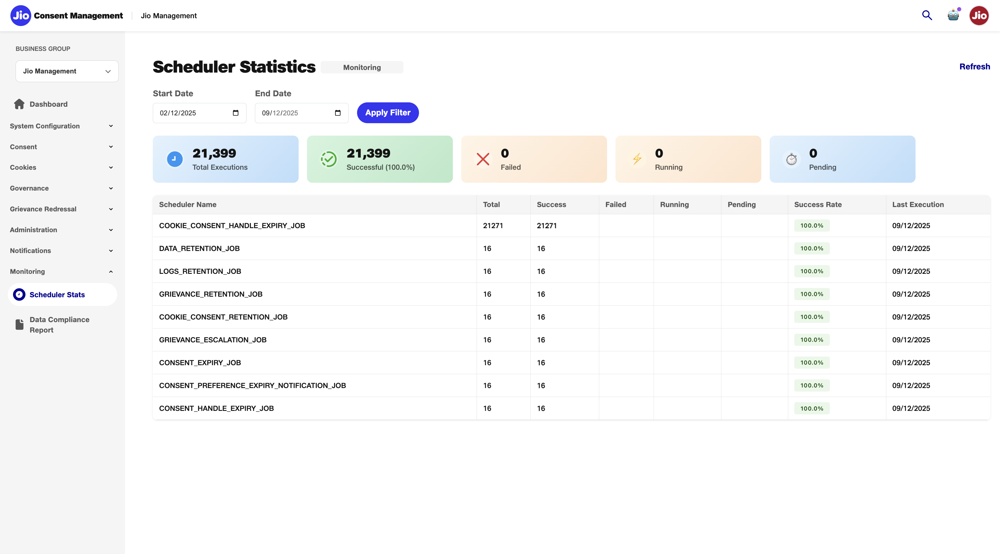 Jio Consent Management
Jio Management
Jio
BUSINESS GROUP
Jio Management
Dashboard
System Configuration
Consent
Cookies
Governance
Grievance Redressal
Administration
Notifications
Monitoring
Scheduler Stats
Data Compliance
Report
Scheduler Statistics
Monitoring
Refresh
Start Date
End Date
02/12/2025
09/12/2025
Apply Filter
21,399
Total Executions
21,399
Successful (100.0%)
0
Failed
0
Running
0
Pending
Scheduler Name Total Success Failed Running Pending Success Rate Last Execution
COOKIE_CONSENT_HANDLE_EXPIRY_JOB 21271 21271 100.0% 09/12/2025
DATA_RETENTION_JOB 16 16 100.0% 09/12/2025
LOGS_RETENTION_JOB 16 16 100.0% 09/12/2025
GRIEVANCE_RETENTION_JOB 16 16 100.0% 09/12/2025
COOKIE_CONSENT_RETENTION_JOB 16 16 100.0% 09/12/2025
GRIEVANCE_ESCALATION_JOB 16 16 100.0% 09/12/2025
CONSENT_EXPIRY_JOB 16 16 100.0% 09/12/2025
CONSENT_PREFERENCE_EXPIRY_NOTIFICATION_JOB 16 16 100.0% 09/12/2025
CONSENT_HANDLE_EXPIRY_JOB 16 16 100.0% 09/12/2025